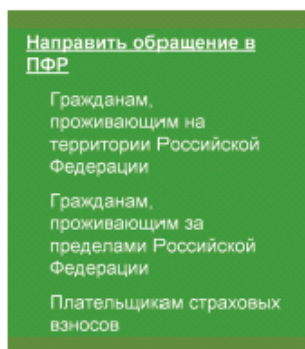 Направить обращение в
ПФР
Гражданам,
проживающим на
территории Российской
Федерации
Гражданам,
проживающим за
пределами Российской
Федерации
Плательщикам страховых
взносов